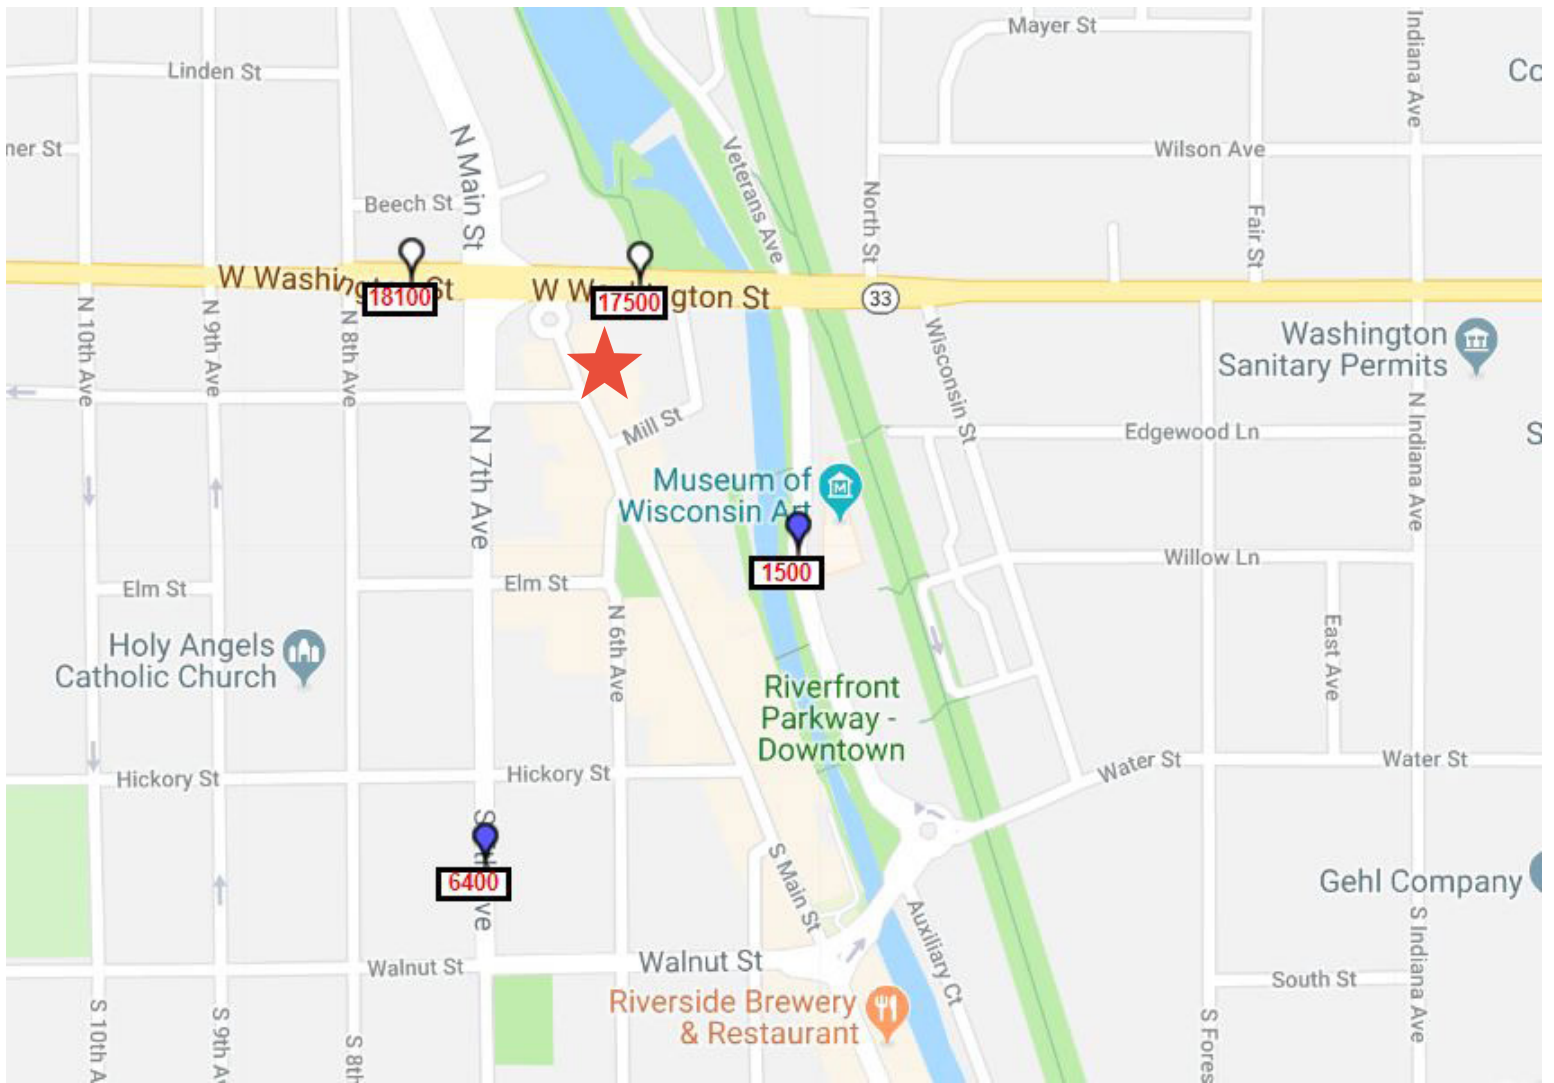 Mayer St
Indiana Ave
Linden St
Co
ner St
N Main St
Veterans Ave
Wilson Ave
Beech St
North St
Fair St
W Washington St
18100
W Washington St
17500
33
N 10th Ave
N 9th Ave
N 8th Ave
Wisconsin St
Washington
Sanitary Permits
N Indiana Ave
Mill St
Edgewood Ln
S
N 7th Ave
Museum of
Wisconsin Art
1500
Willow Ln
Elm St
Elm St
N 6th Ave
East Ave
Holy Angels
Catholic Church
Riverfront
Parkway -
Downtown
Hickory St
Hickory St
Water St
Water St
6400
S Main St
Gehl Company
Auxiliary Ct
S Indiana Ave
Walnut St
Walnut St
South St
Riverside Brewery
& Restaurant
S 10th A
S 9th Av
S 8th
S Fores